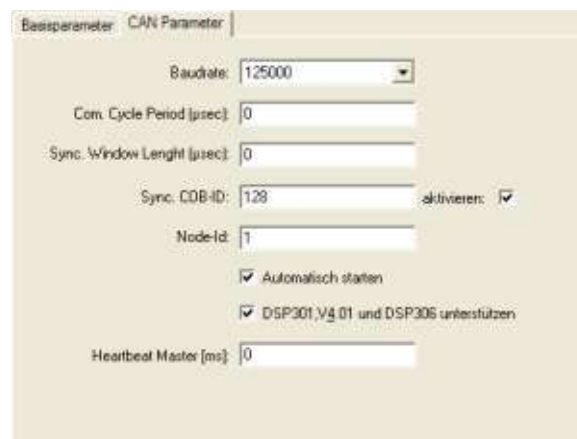 Basisparameter CAN Parameter
Baudrate: 125000
Com. Cycle Period [µsec]: 0
Sync. Window Lenght [µsec]: 0
Sync. COB-ID: 128 aktivieren:
Node-Id: 1
Automatisch starten
DSP301,V4.01 und DSP306 unterstützen
Heartbeat Master [ms]: 0